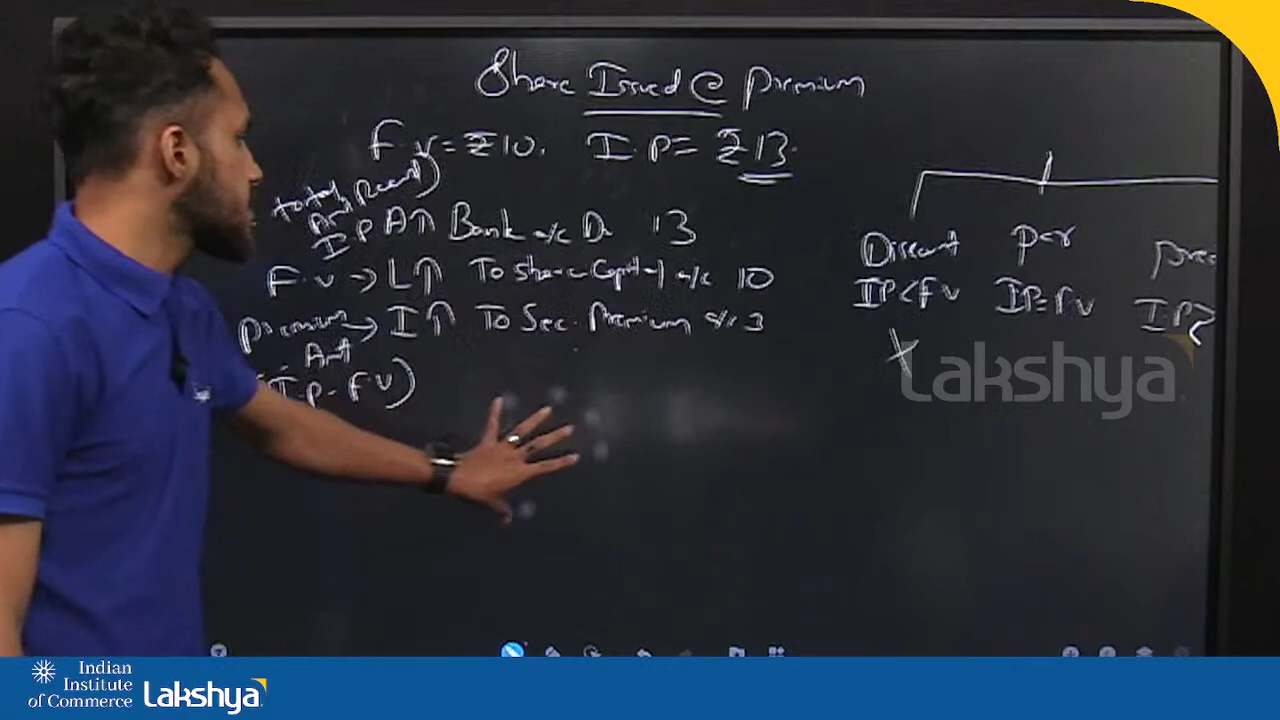 Share Issued @ Premium
F.V = ₹10. I.P = ₹13.
total
Amt Received)
I P A↑ Bank a/c Dr 13
F.V → L↑ To Share Capital a/c 10
Premium → I↑ To Sec. Premium a/c 3
Amt
(I.P - F V)
Discount par
IP < FV IP = FV IP >
X
Lakshya
Indian
Institute
of Commerce Lakshya